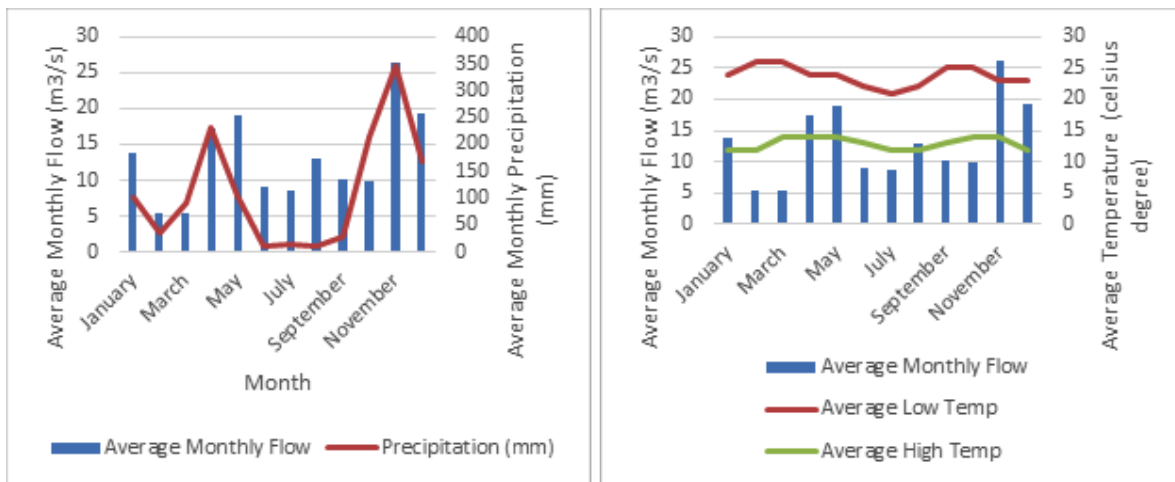 Average Monthly Flow (m3/s)
30
25
20
15
10
5
0
400
350
300
250
200
150
100
50
0
Average Monthly Precipitation
(mm)
January
March
May
July
September
November
Month
Average Monthly Flow
Precipitation (mm)
Average Monthly Flow (m3/s)
30
25
20
15
10
5
0
30
25
20
15
10
5
0
Average Temperature (celsius
degree)
January
March
May
July
September
November
Average Monthly Flow
Average Low Temp
Average High Temp